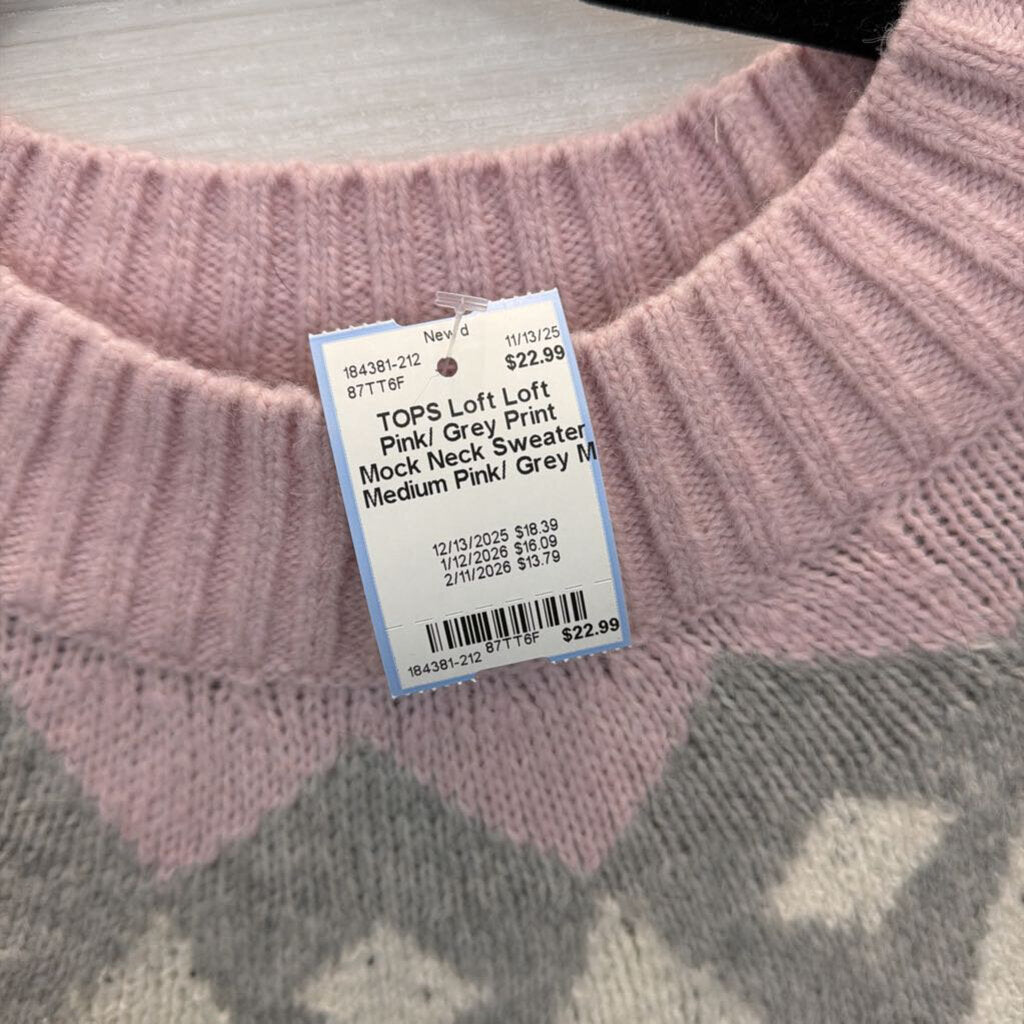 New d
184381-212 11/13/25
87TT6F $22.99
TOPS Loft Loft
Pink/ Grey Print
Mock Neck Sweater
Medium Pink/ Grey M
12/13/2025 $18.39
1/12/2026 $16.09
2/11/2026 $13.79
184381-212 87TT6F $22.99